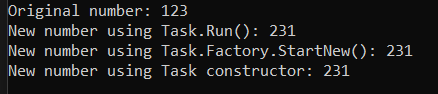 Original number: 123
New number using Task.Run(): 231
New number using Task.Factory.StartNew(): 231
New number using Task constructor: 231